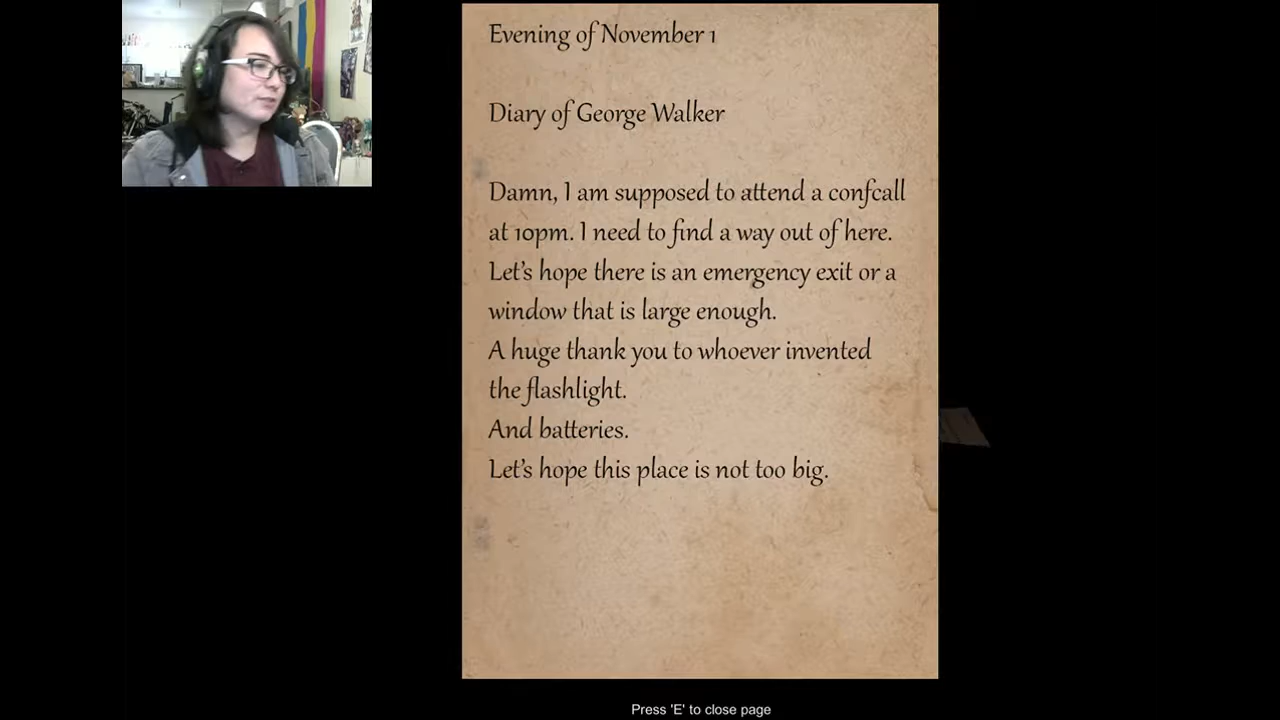 Evening of November 1
Diary of George Walker
Damn, I am supposed to attend a confcall
at 10pm. I need to find a way out of here.
Let's hope there is an emergency exit or a
window that is large enough.
A huge thank you to whoever invented
the flashlight.
And batteries.
Let's hope this place is not too big.
Press 'E' to close page